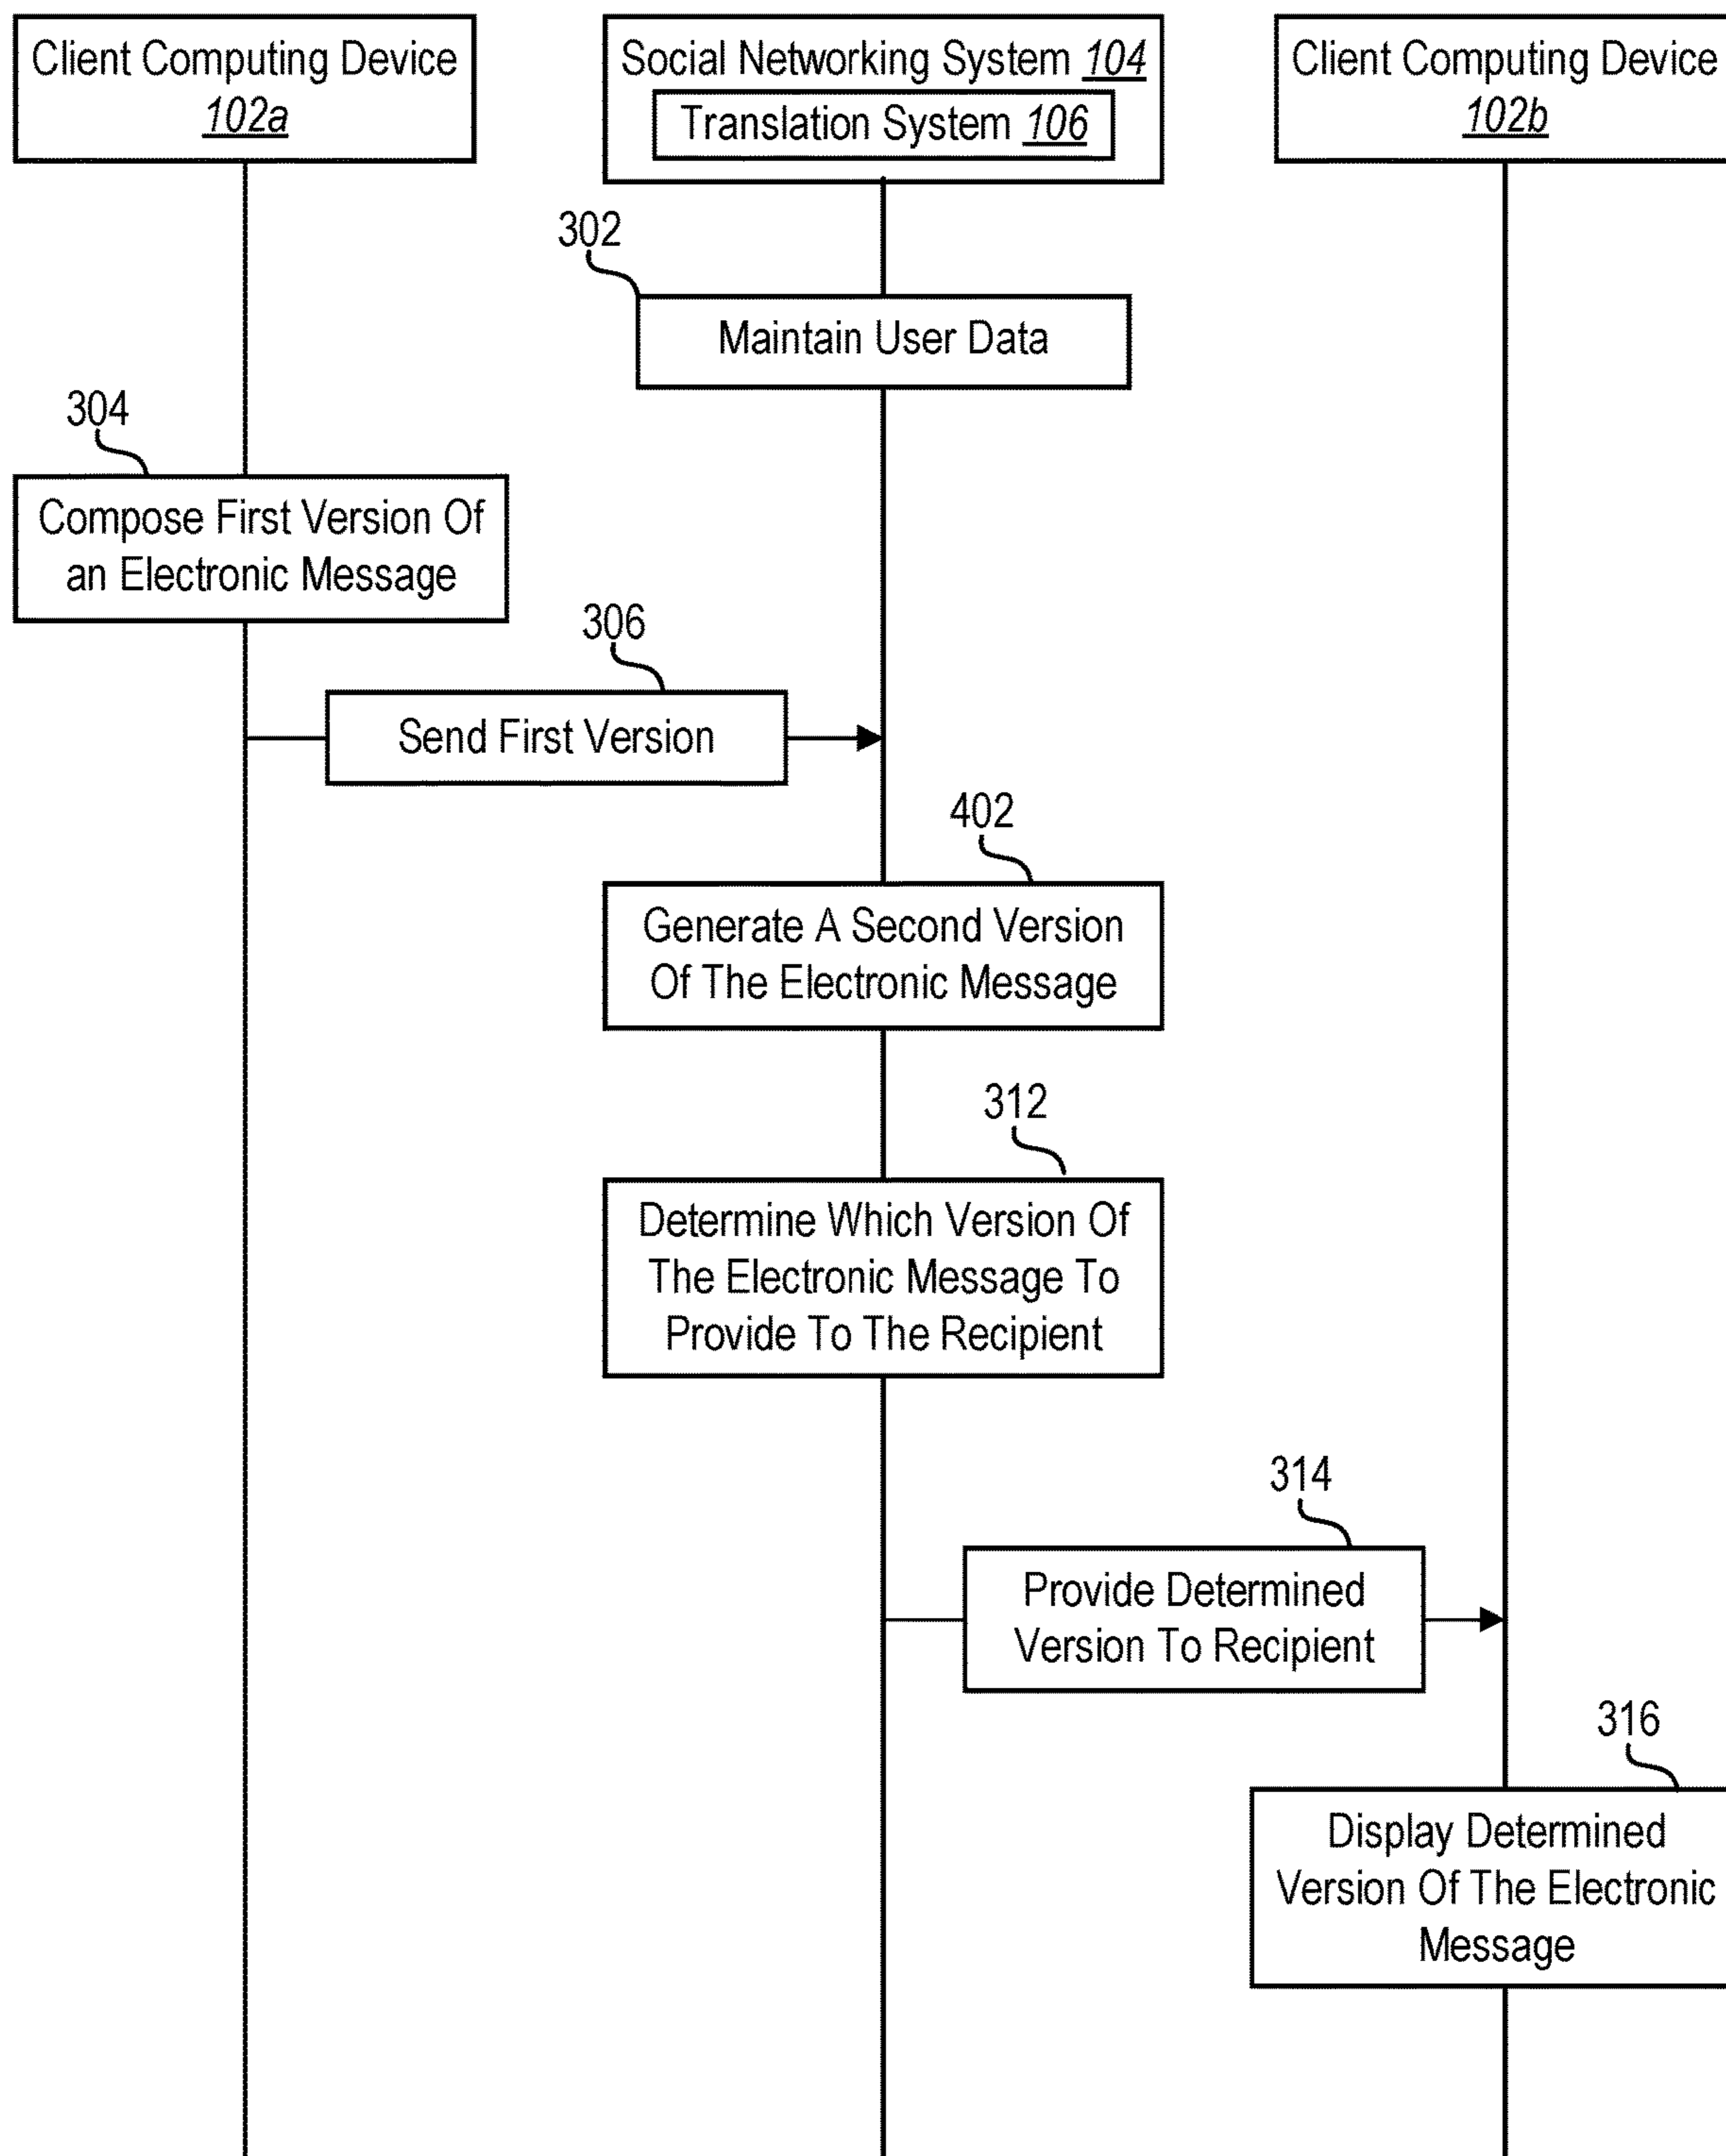 Client Computing Device
102a
Social Networking System 104
Translation System 106
Client Computing Device
102b
302
Maintain User Data
304
Compose First Version Of
an Electronic Message
306
Send First Version
402
Generate A Second Version
Of The Electronic Message
312
Determine Which Version Of
The Electronic Message To
Provide To The Recipient
314
Provide Determined
Version To Recipient
316
Display Determined
Version Of The Electronic
Message